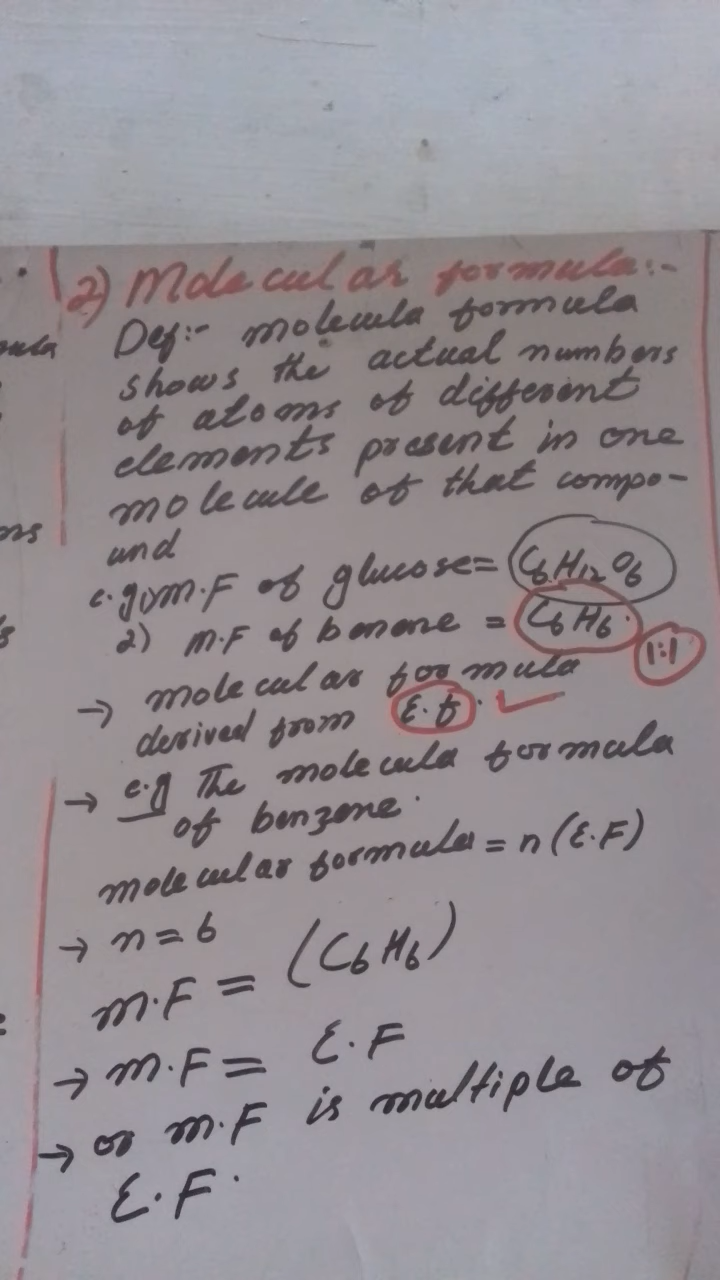 2) Molecular formula:-
Def:- molecula formula
shows the actual numbers
of atoms of different
elements present in one
molecule of that compo-
und
e.g 1) M.F of glucose = C6H12O6
2) M.F of benzene = C6H6
1:1
→ molecular formula
derived from E.f.
→ e.g The molecula formula
of benzene.
molecular formula = n(E.F)
→ n=6
M.F = (C6H6)
→ M.F = E.F
→ or M.F is multiple of
E.F.